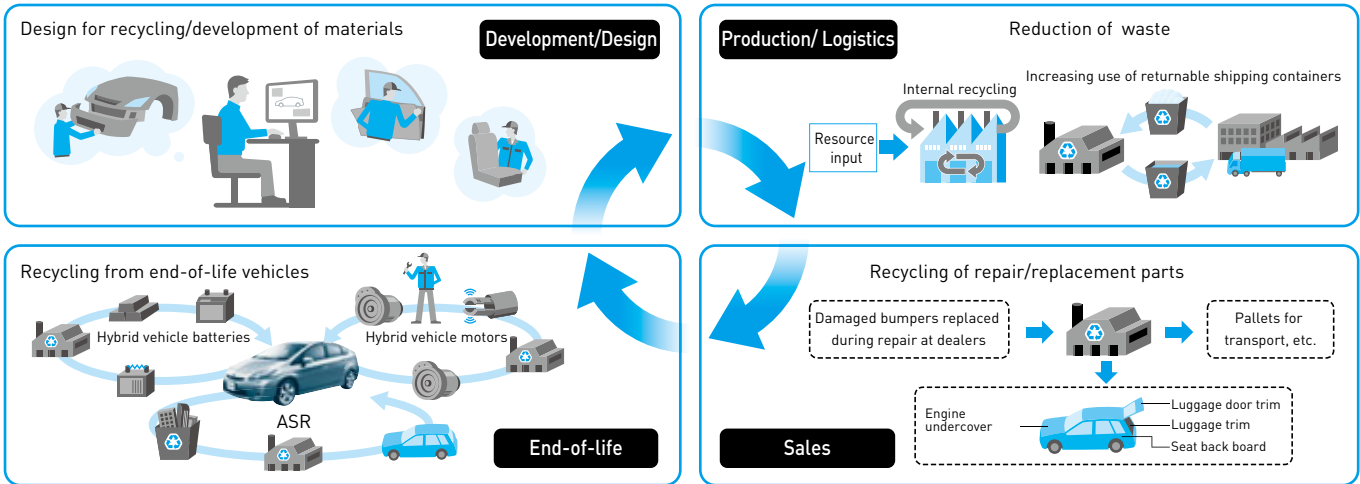 Design for recycling/development of materials
Development/Design
Production/ Logistics
Reduction of waste
Internal recycling
Increasing use of returnable shipping containers
Resource
input
Recycling from end-of-life vehicles
Hybrid vehicle batteries
Hybrid vehicle motors
ASR
End-of-life
Recycling of repair/replacement parts
Damaged bumpers replaced
during repair at dealers
Pallets for
transport, etc.
Engine
undercover
Luggage door trim
Luggage trim
Seat back board
Sales